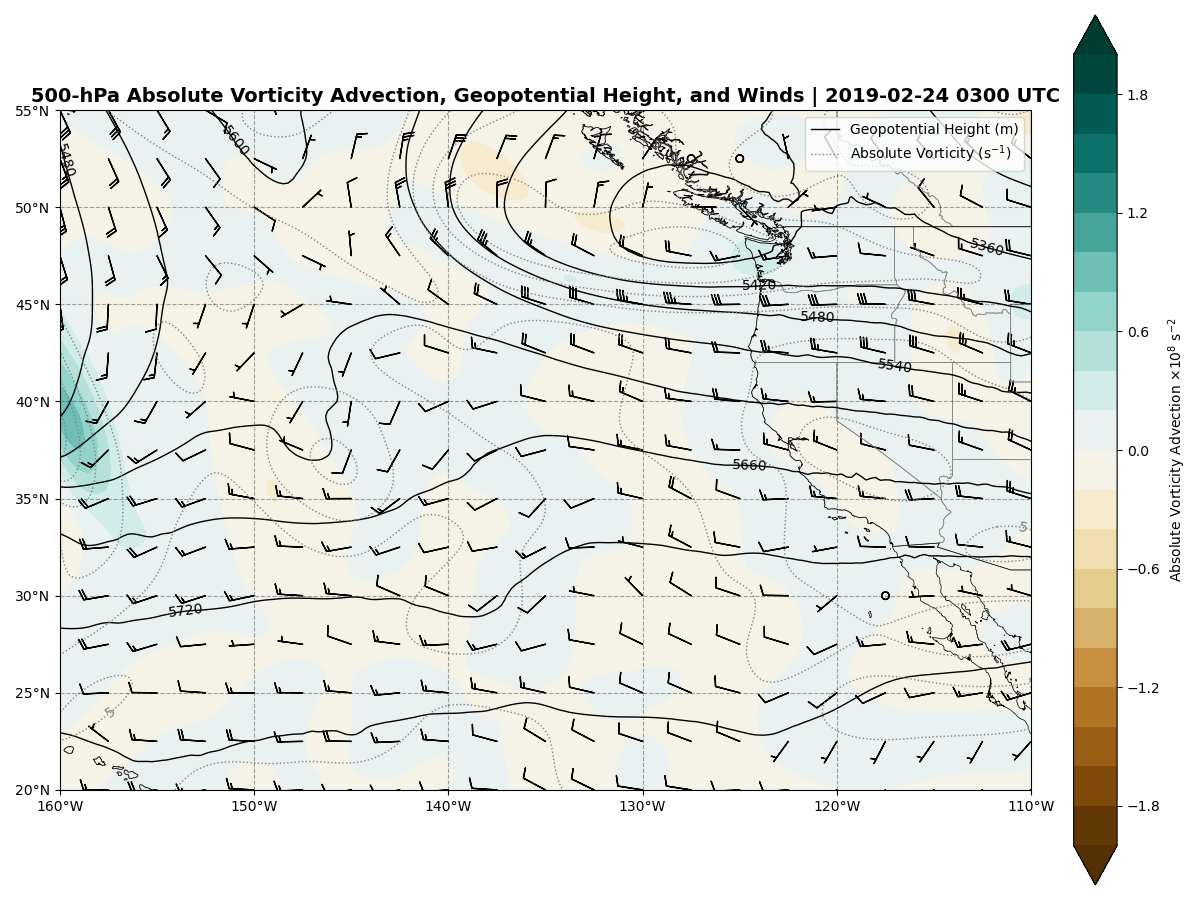 500-hPa Absolute Vorticity Advection, Geopotential Height, and Winds | 2019-02-24 0300 UTC
Geopotential Height (m)
Absolute Vorticity (s⁻¹)
55°N
50°N
45°N
40°N
35°N
30°N
25°N
20°N
160°W
150°W
140°W
130°W
120°W
110°W
5480
5600
5360
5420
5480
5540
5660
5720
5
5
1.8
1.2
0.6
0.0
−0.6
−1.2
−1.8
Absolute Vorticity Advection ×10⁸ s⁻²